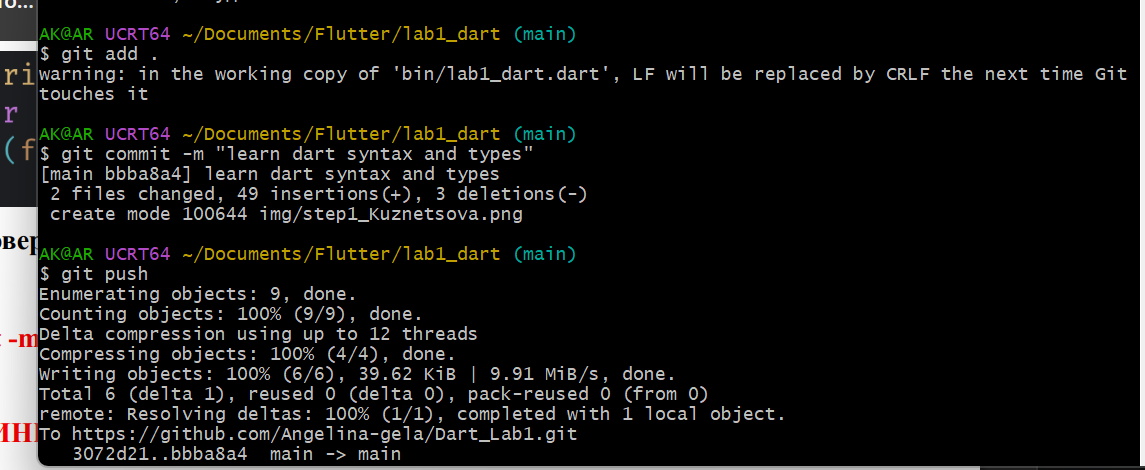 AK@AR UCRT64 ~/Documents/Flutter/lab1_dart (main)
$ git add .
warning: in the working copy of 'bin/lab1_dart.dart', LF will be replaced by CRLF the next time Git
touches it
AK@AR UCRT64 ~/Documents/Flutter/lab1_dart (main)
$ git commit -m "learn dart syntax and types"
[main bbba8a4] learn dart syntax and types
 2 files changed, 49 insertions(+), 3 deletions(-)
 create mode 100644 img/step1_Kuznetsova.png
AK@AR UCRT64 ~/Documents/Flutter/lab1_dart (main)
$ git push
Enumerating objects: 9, done.
Counting objects: 100% (9/9), done.
Delta compression using up to 12 threads
Compressing objects: 100% (4/4), done.
Writing objects: 100% (6/6), 39.62 KiB | 9.91 MiB/s, done.
Total 6 (delta 1), reused 0 (delta 0), pack-reused 0 (from 0)
remote: Resolving deltas: 100% (1/1), completed with 1 local object.
To https://github.com/Angelina-gela/Dart_Lab1.git
   3072d21..bbba8a4  main -> main